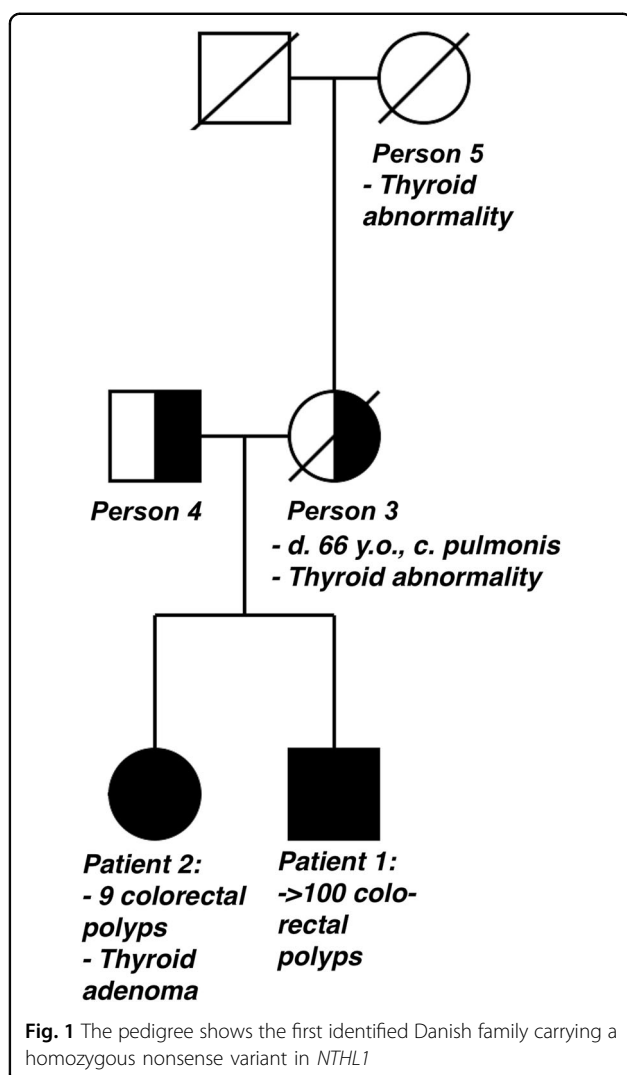 Person 5
- Thyroid
abnormality
Person 4
Person 3
- d. 66 y.o., c. pulmonis
- Thyroid abnormality
Patient 2:
- 9 colorectal
polyps
- Thyroid
adenoma
Patient 1:
->100 colo-
rectal
polyps
Fig. 1 The pedigree shows the first identified Danish family carrying a
homozygous nonsense variant in NTHL1